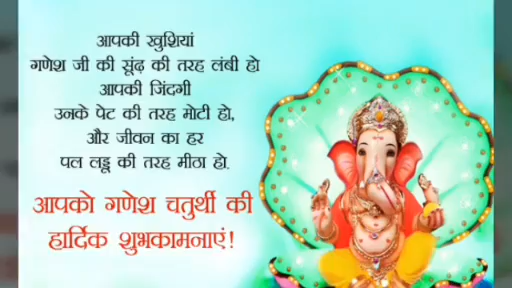 आपकी खुशियां
गणेश जी की सूंढ़ की तरह लंबी हो
आपकी जिंदगी
उनके पेट की तरह मोटी हो,
और जीवन का हर
पल लड्डू की तरह मीठा हो.
आपको गणेश चतुर्थी की
हार्दिक शुभकामनाएं!